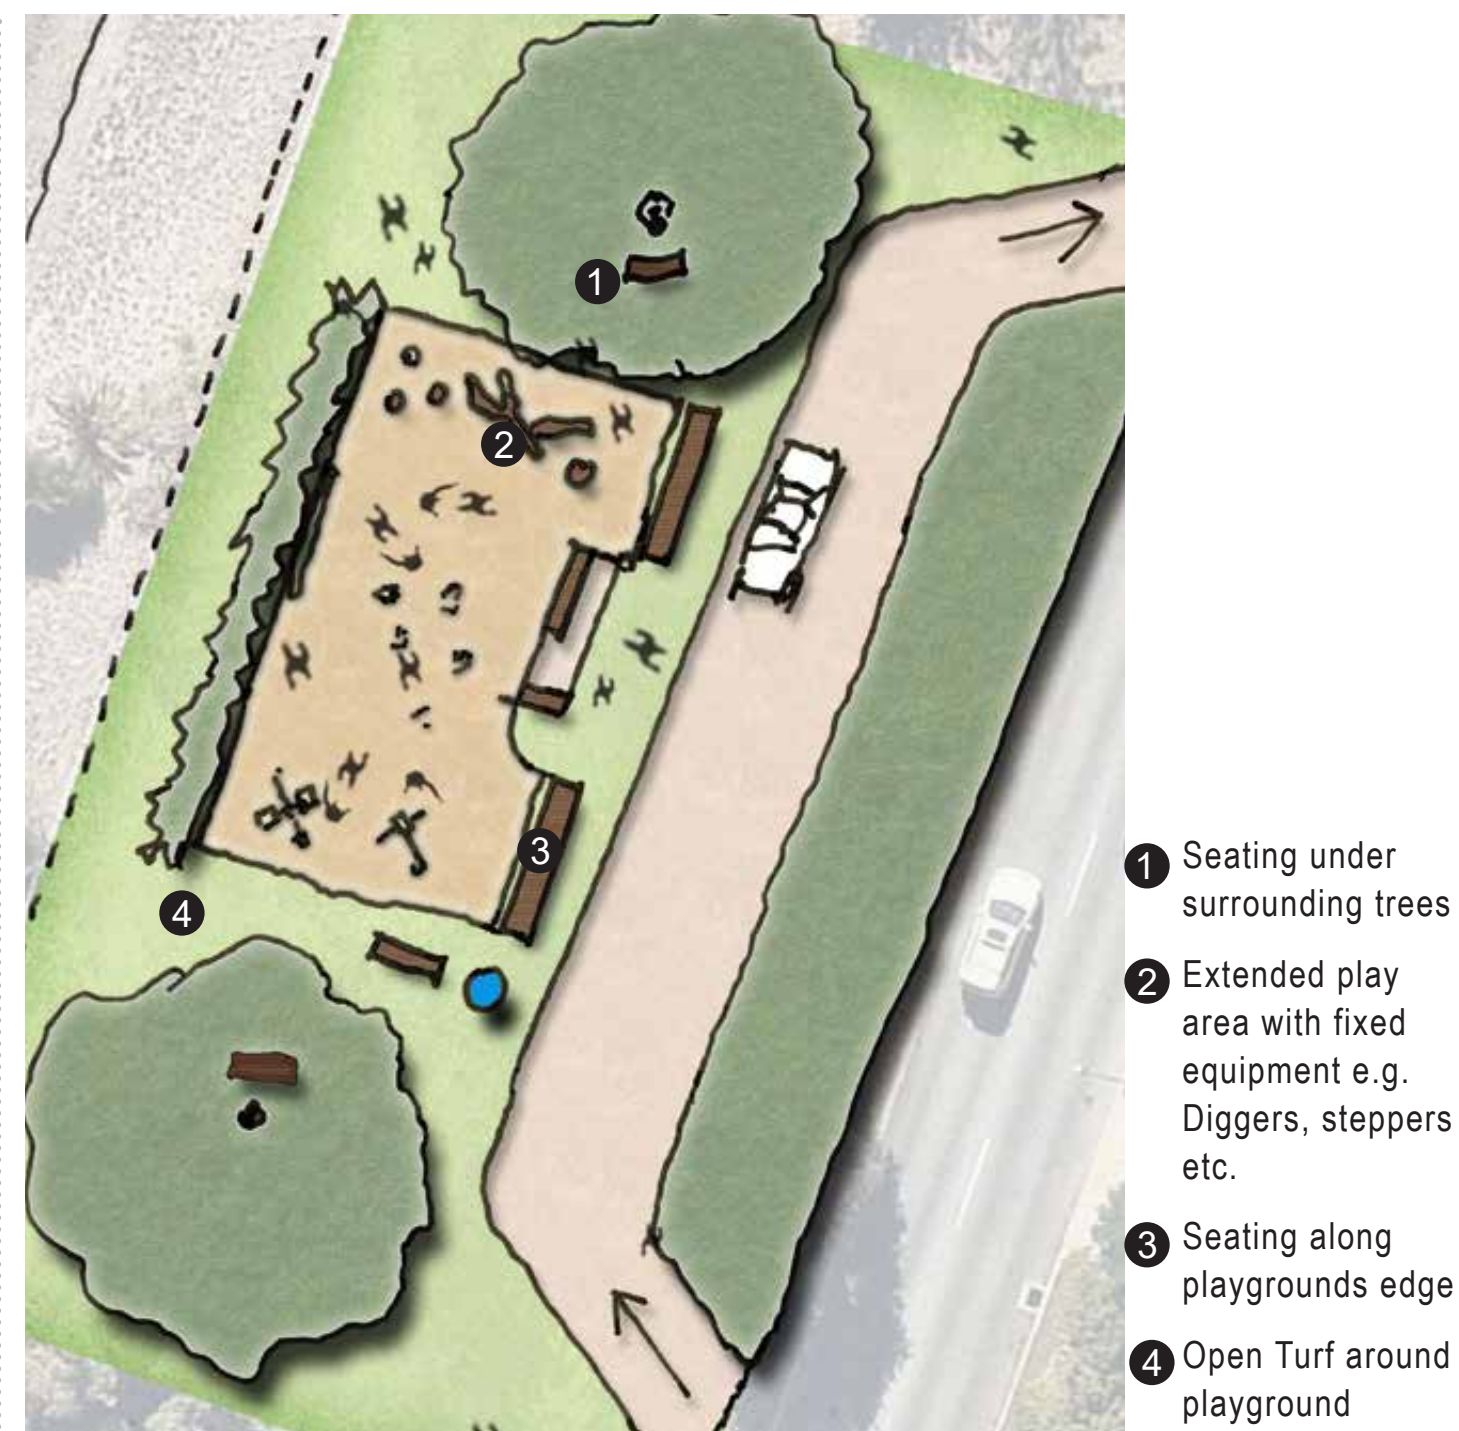 1
2
3
4
1 Seating under
surrounding trees
2 Extended play
area with fixed
equipment e.g.
Diggers, steppers
etc.
3 Seating along
playgrounds edge
4 Open Turf around
playground